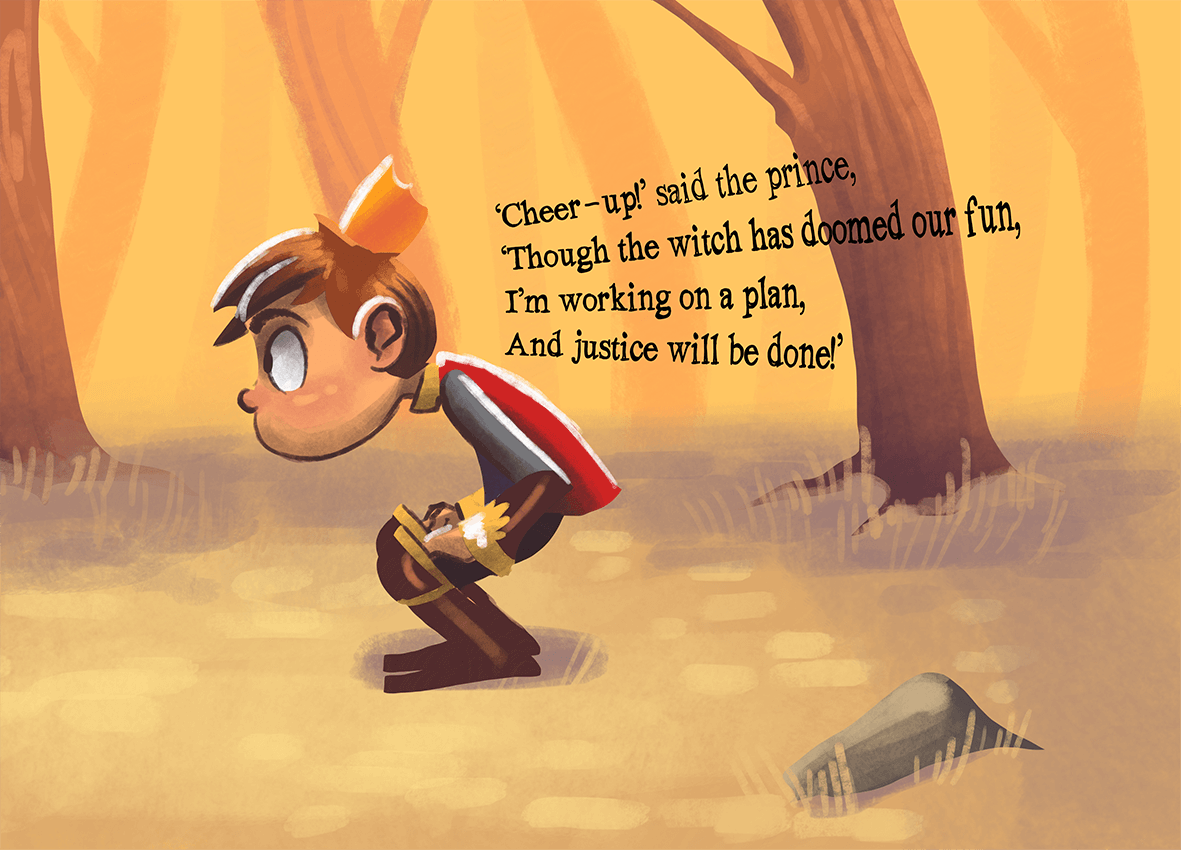 ‘Cheer-up!’ said the prince,
‘Though the witch has doomed our fun,
I’m working on a plan,
And justice will be done!’